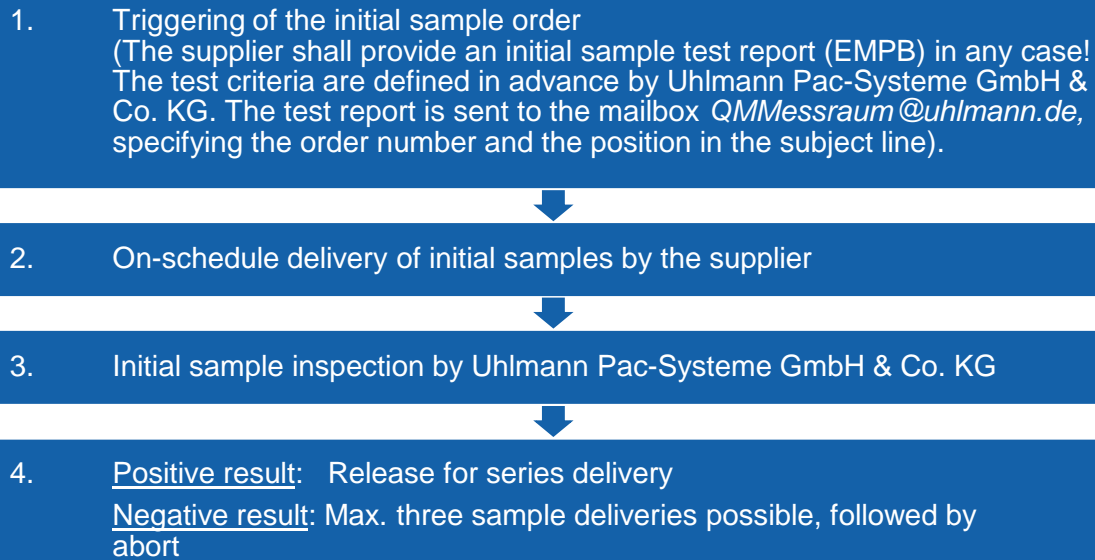 1. Triggering of the initial sample order
(The supplier shall provide an initial sample test report (EMPB) in any case!
The test criteria are defined in advance by Uhlmann Pac-Systeme GmbH &
Co. KG. The test report is sent to the mailbox QMMessraum@uhlmann.de,
specifying the order number and the position in the subject line).
2. On-schedule delivery of initial samples by the supplier
3. Initial sample inspection by Uhlmann Pac-Systeme GmbH & Co. KG
4. Positive result: Release for series delivery
Negative result: Max. three sample deliveries possible, followed by
abort